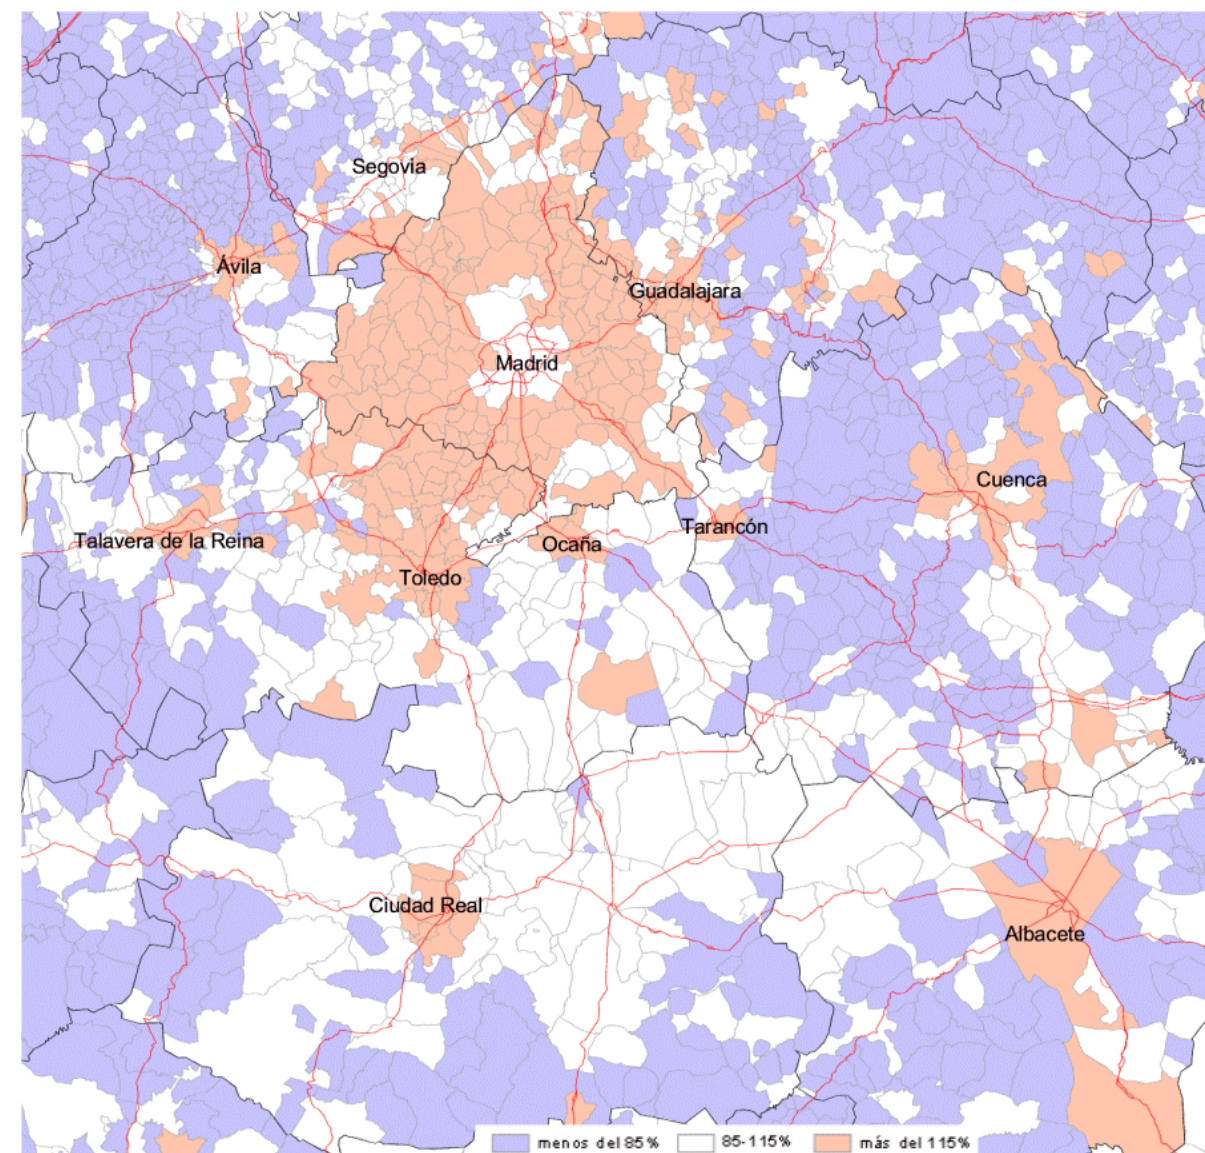 Segovia
Ávila
Guadalajara
Madrid
Cuenca
Talavera de la Reina
Tarancón
Ocaña
Toledo
Ciudad Real
Albacete
menos del 85% 85-115% más del 115%